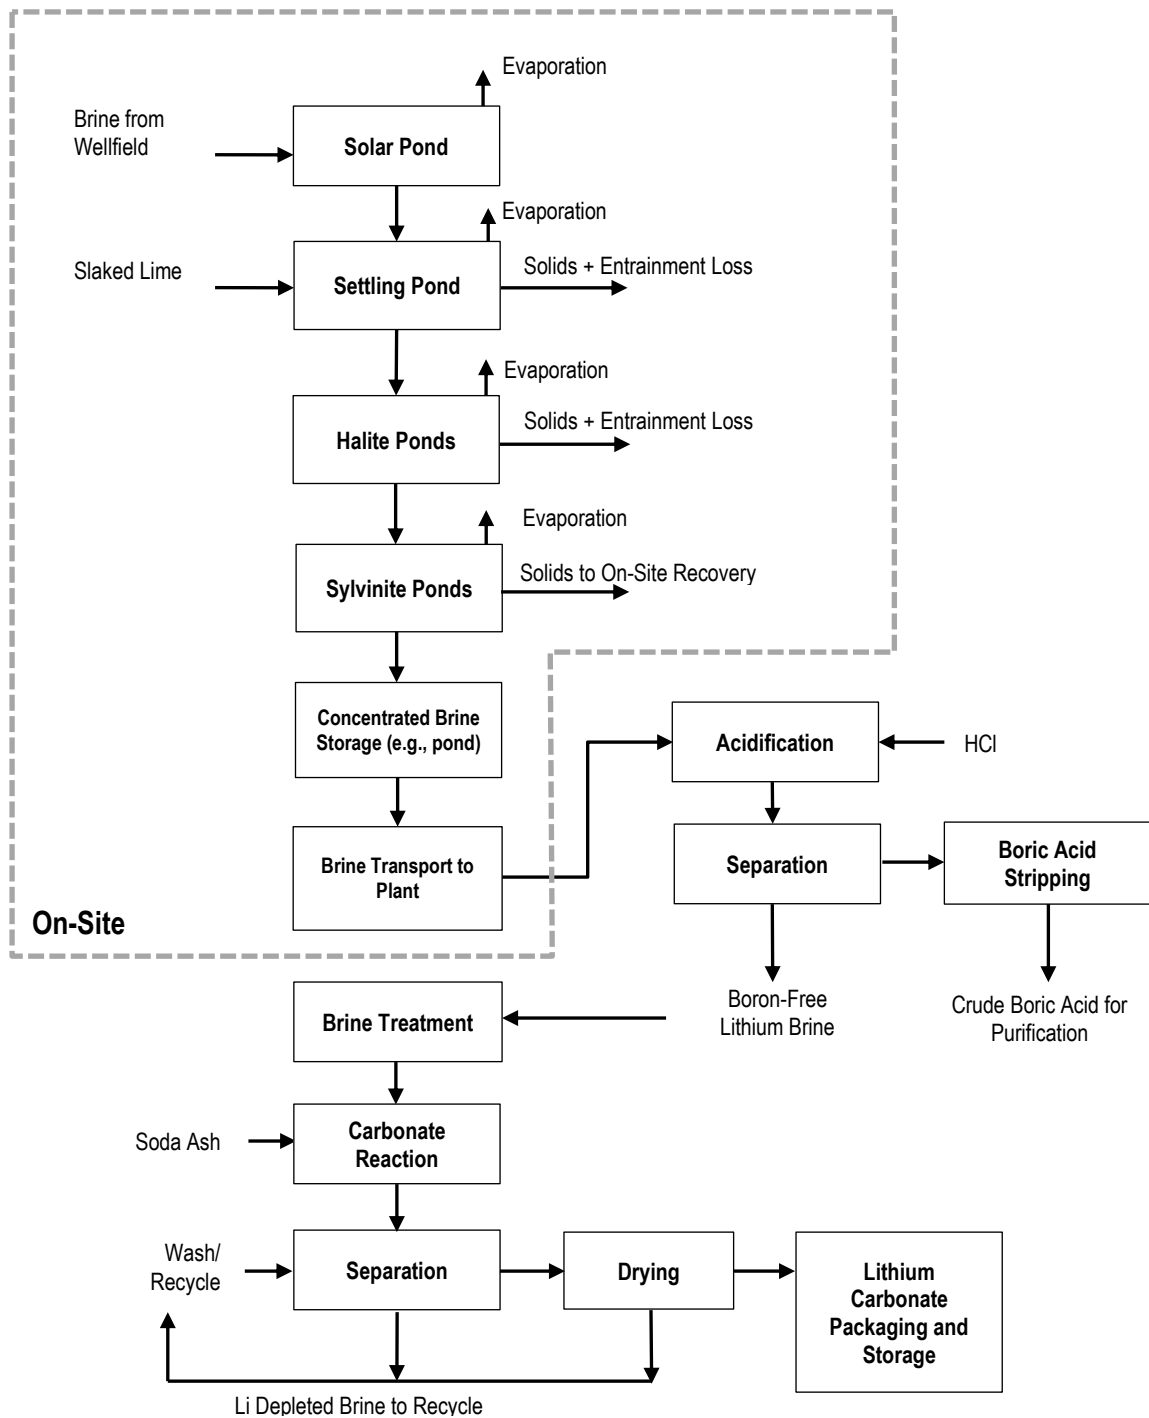 Evaporation
Brine from
Wellfield
Solar Pond
Evaporation
Slaked Lime
Settling Pond
Solids + Entrainment Loss
Evaporation
Halite Ponds
Solids + Entrainment Loss
Evaporation
Sylvinite Ponds
Solids to On-Site Recovery
Concentrated Brine
Storage (e.g., pond)
Acidification
HCl
Brine Transport to
Plant
Separation
Boric Acid
Stripping
On-Site
Boron-Free
Lithium Brine
Crude Boric Acid for
Purification
Brine Treatment
Soda Ash
Carbonate
Reaction
Wash/
Recycle
Separation
Drying
Lithium
Carbonate
Packaging and
Storage
Li Depleted Brine to Recycle